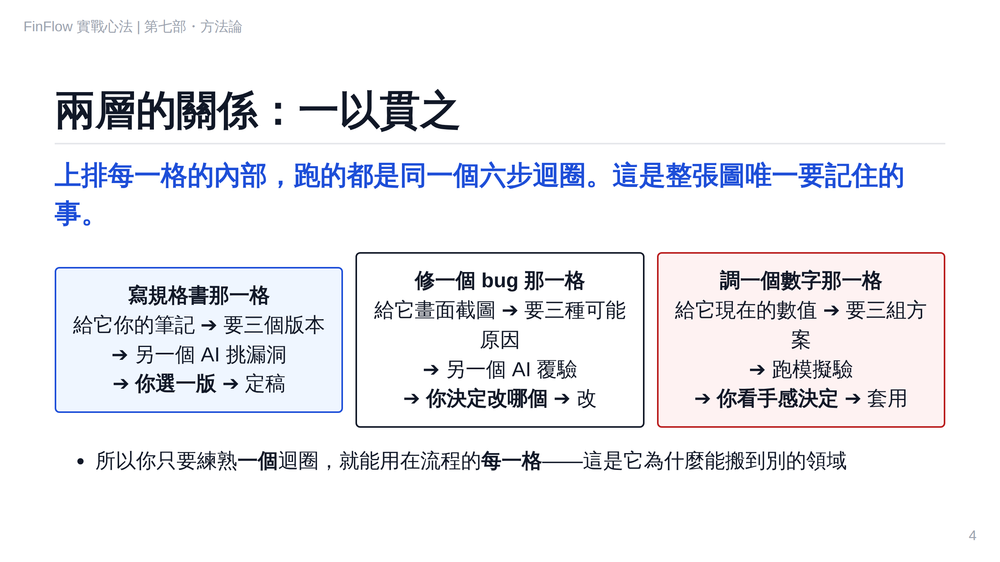 FinFlow 實戰心法 | 第七部・方法論
兩層的關係：一以貫之
上排每一格的內部，跑的都是同一個六步迴圈。這是整張圖唯一要記住的
事。
寫規格書那一格
給它你的筆記 ➔ 要三個版本
➔ 另一個 AI 挑漏洞
➔ 你選一版 ➔ 定稿
修一個 bug 那一格
給它畫面截圖 ➔ 要三種可能
原因
➔ 另一個 AI 覆驗
➔ 你決定改哪個 ➔ 改
調一個數字那一格
給它現在的數值 ➔ 要三組方
案
➔ 跑模擬驗
➔ 你看手感決定 ➔ 套用
• 所以你只要練熟一個迴圈，就能用在流程的每一格——這是它為什麼能搬到別的領域
4